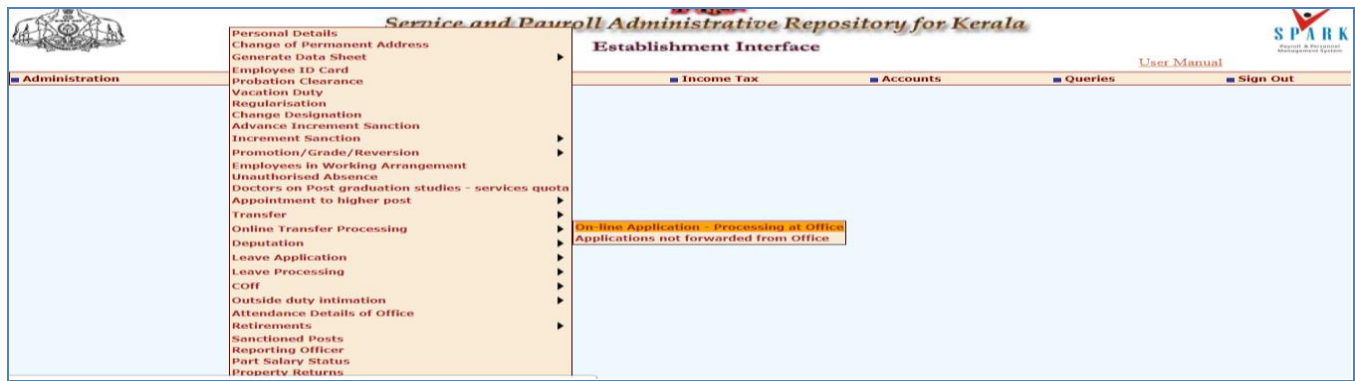 Service and Payroll Administrative Repository for Kerala
Establishment Interface
SPARK
Payroll & Personnel
Management System
User Manual
Administration
Income Tax
Accounts
Queries
Sign Out
Personal Details
Change of Permanent Address
Generate Data Sheet
Employee ID Card
Probation Clearance
Vacation Duty
Regularisation
Change Designation
Advance Increment Sanction
Increment Sanction
Promotion/Grade/Reversion
Employees in Working Arrangement
Unauthorised Absence
Doctors on Post graduation studies - services quota
Appointment to higher post
Transfer
Online Transfer Processing
On-line Application - Processing at Office
Applications not forwarded from Office
Deputation
Leave Application
Leave Processing
COff
Outside duty intimation
Attendance Details of Office
Retirements
Sanctioned Posts
Reporting Officer
Part Salary Status
Property Returns